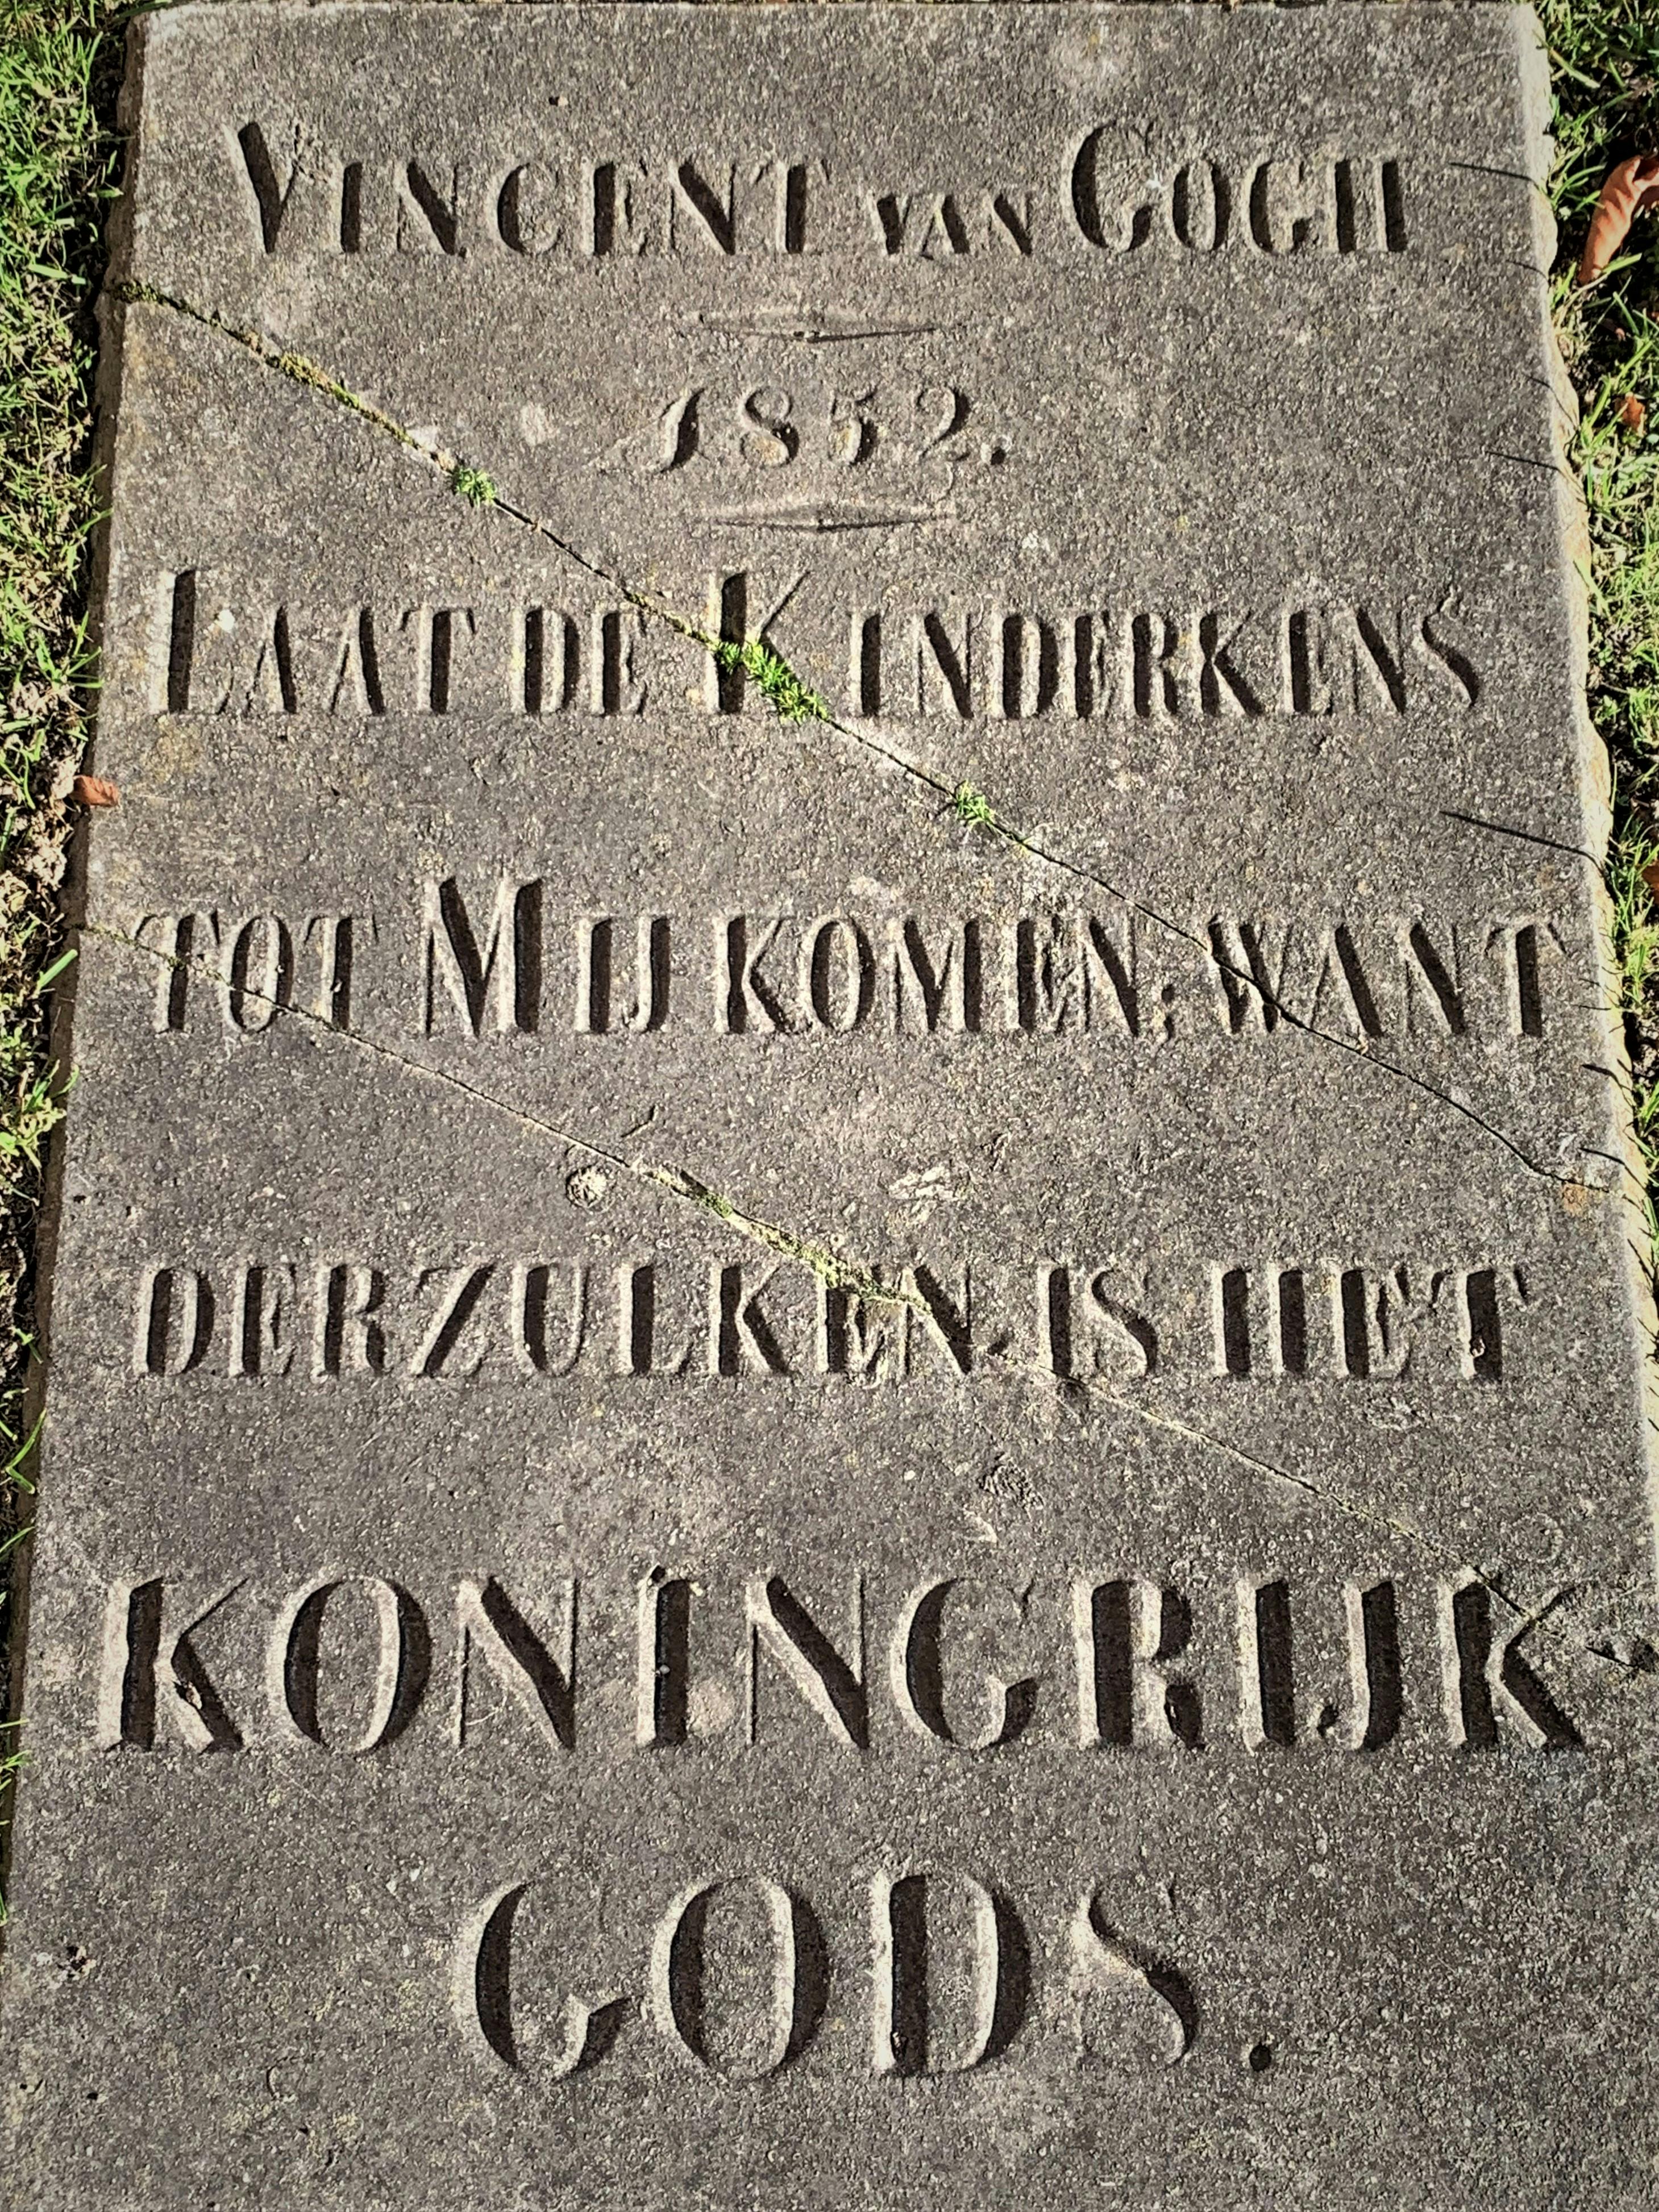 VINCENT VAN GOGH
1852.
LAAT DE KINDERKENS
TOT MIJ KOMEN; WANT
DERZULKEN IS HET
KONINGRIJK
GODS.